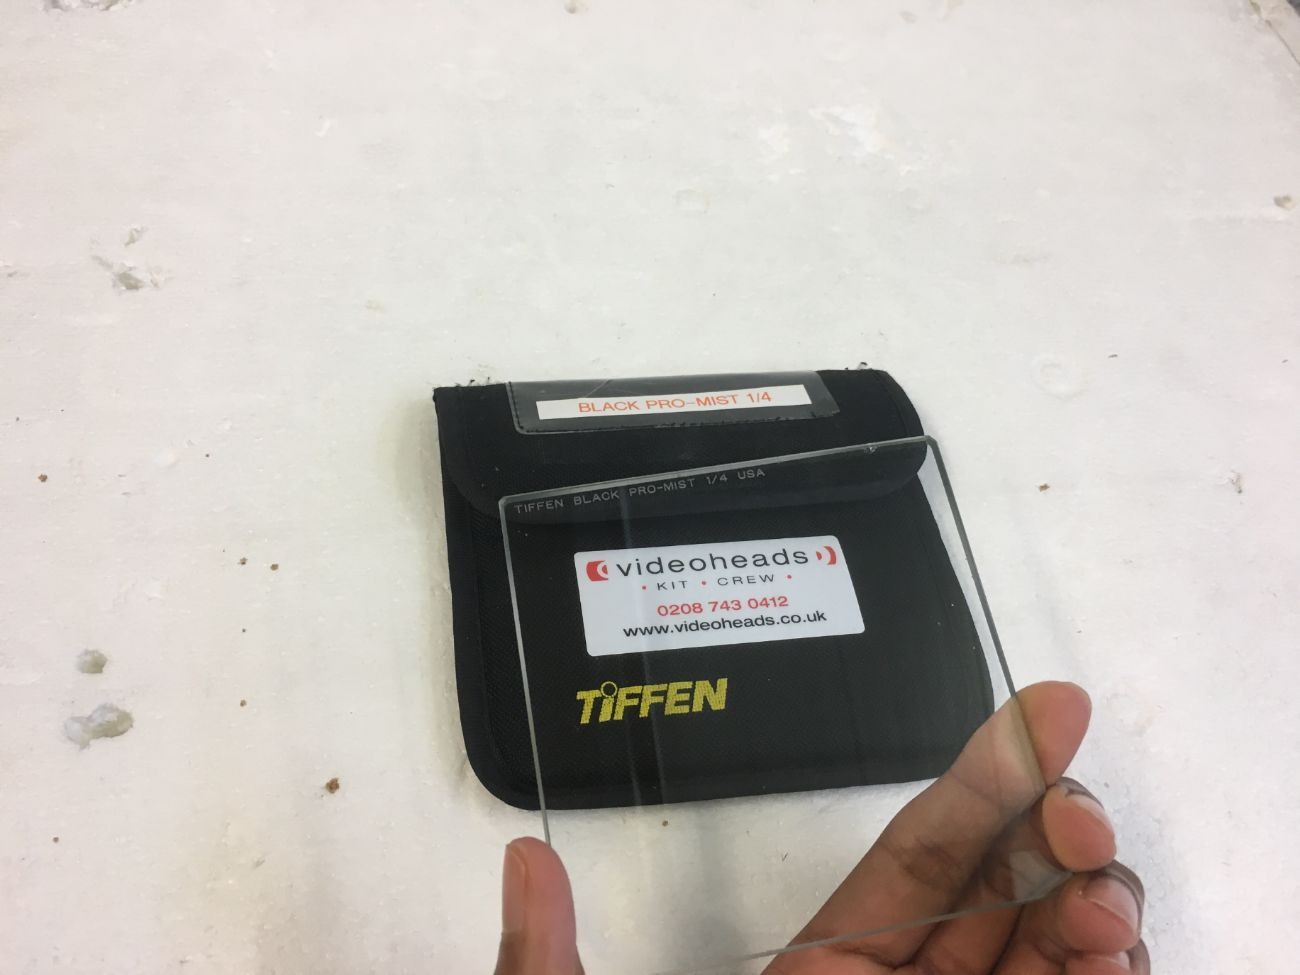 BLACK PRO-MIST 1/4
TIFFEN BLACK PRO-MIST 1/4 USA
videoheads
• KIT • CREW •
0208 743 0412
www.videoheads.co.uk
TiFFEN